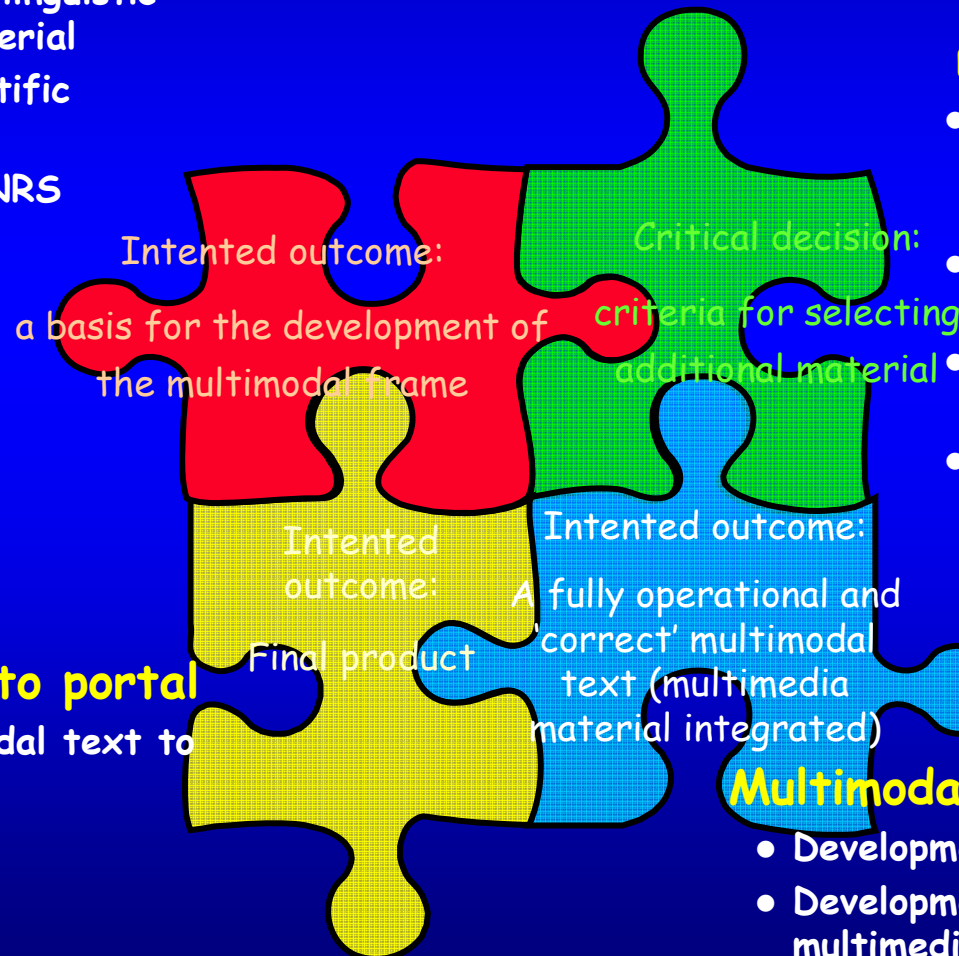 erial
tific
NRS
Intented outcome:
a basis for the development of
the multimodal frame
Critical decision:
criteria for selecting
additional material
Intented
outcome:
Final product
Intented outcome:
A fully operational and
‘correct’ multimodal
text (multimedia
material integrated)
to portal
dal text to
Multimoda
• Developm
• Developm
multimedi